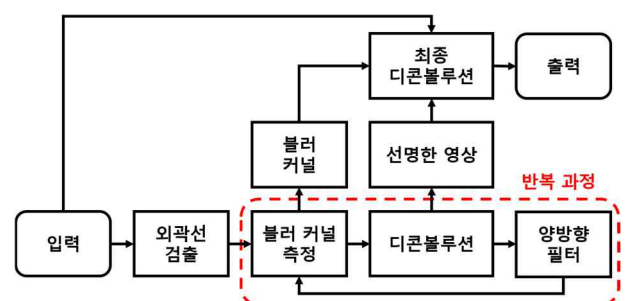 최종
디콘볼루션
출력
블러
커널
선명한 영상
반복 과정
입력
외곽선
검출
블러 커널
측정
디콘볼루션
양방향
필터